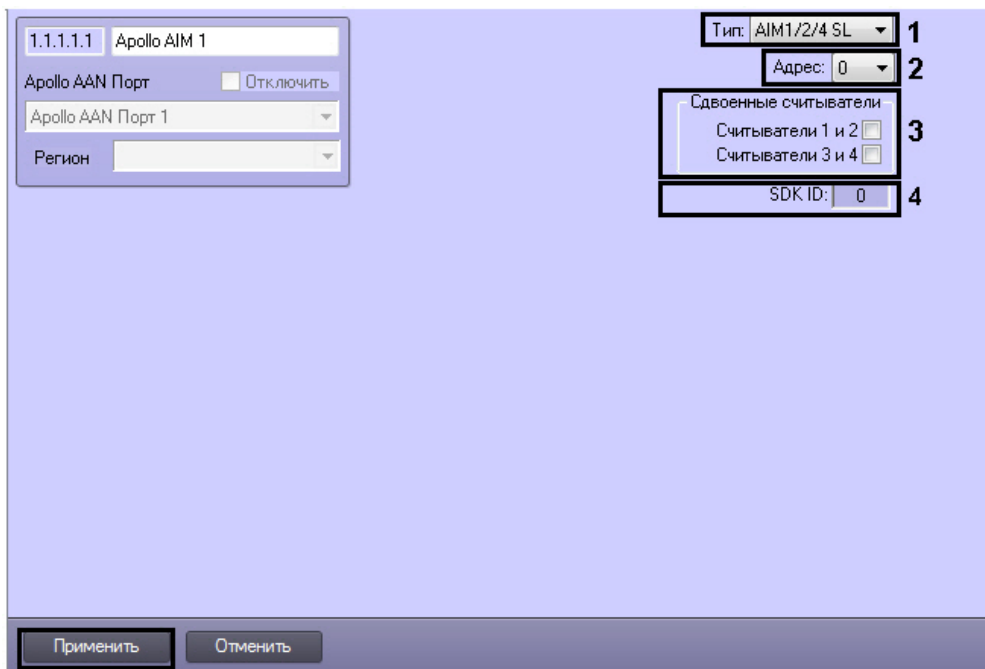 1.1.1.1.1 Apollo AIM 1
Apollo AAN Порт Отключить
Apollo AAN Порт 1
Регион
Тип: AIM1/2/4 SL 1
Адрес: 0 2
Сдвоенные считыватели
Считыватели 1 и 2
Считыватели 3 и 4
3
SDK ID: 0 4
Применить Отменить